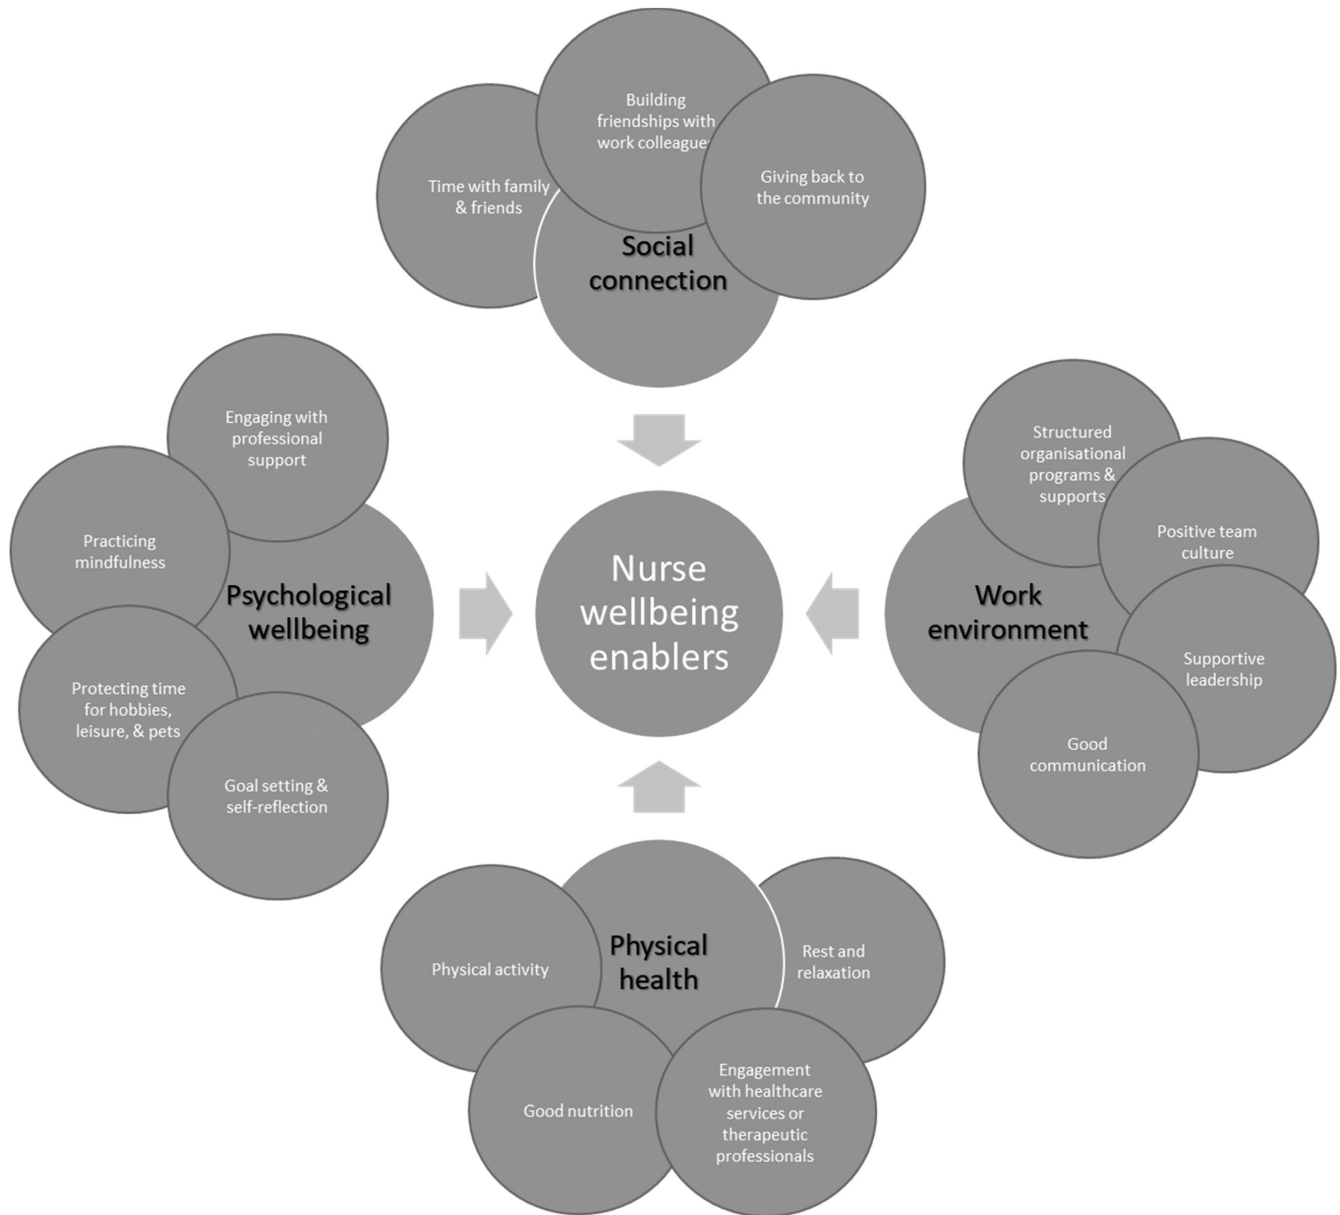 Building
friendships with
work colleague
Time with family
& friends
Giving back to
the community
Social
connection
Engaging with
professional
support
Practicing
mindfulness
Psychological
wellbeing
Protecting time
for hobbies,
leisure, & pets
Goal setting &
self-reflection
Nurse
wellbeing
enablers
Structured
organisational
programs &
supports
Positive team
culture
Work
environment
Supportive
leadership
Good
communication
Physical
health
Physical activity
Rest and
relaxation
Good nutrition
Engagement
with healthcare
services or
therapeutic
professionals